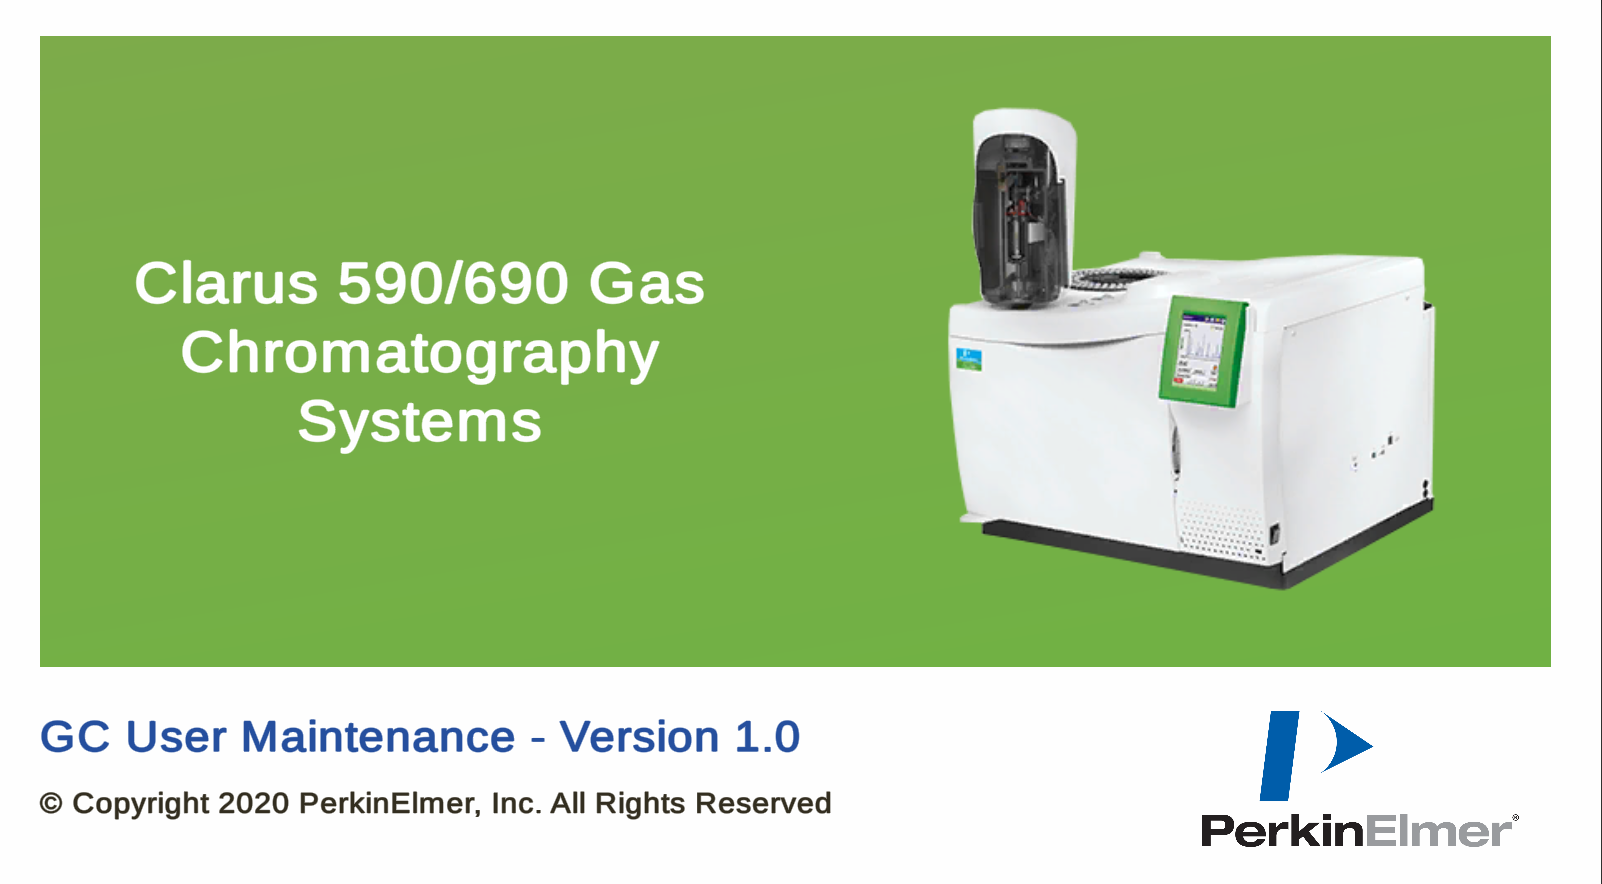 Clarus 590/690 Gas
Chromatography
Systems
GC User Maintenance - Version 1.0
© Copyright 2020 PerkinElmer, Inc. All Rights Reserved
PerkinElmer®